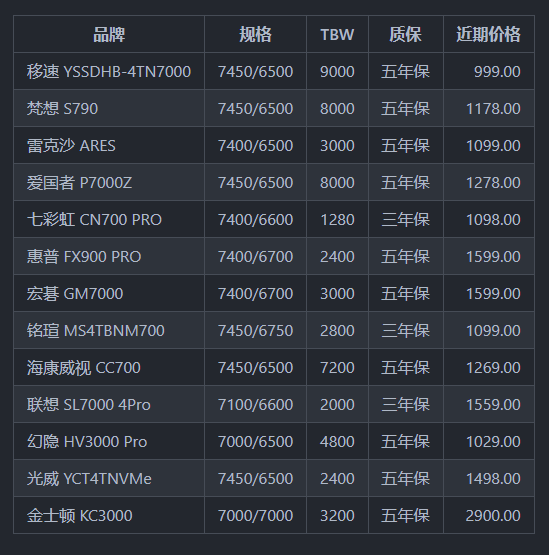 品牌 规格 TBW 质保 近期价格
移速 YSSDHB-4TN7000 7450/6500 9000 五年保 999.00
梵想 S790 7450/6500 8000 五年保 1178.00
雷克沙 ARES 7400/6500 3000 五年保 1099.00
爱国者 P7000Z 7450/6500 8000 五年保 1278.00
七彩虹 CN700 PRO 7400/6600 1280 三年保 1098.00
惠普 FX900 PRO 7400/6700 2400 五年保 1599.00
宏碁 GM7000 7400/6700 3000 五年保 1599.00
铭瑄 MS4TBNM700 7450/6750 2800 三年保 1099.00
海康威视 CC700 7450/6500 7200 五年保 1269.00
联想 SL7000 4Pro 7100/6600 2000 三年保 1559.00
幻隐 HV3000 Pro 7000/6500 4800 五年保 1029.00
光威 YCT4TNVMe 7450/6500 2400 五年保 1498.00
金士顿 KC3000 7000/7000 3200 五年保 2900.00